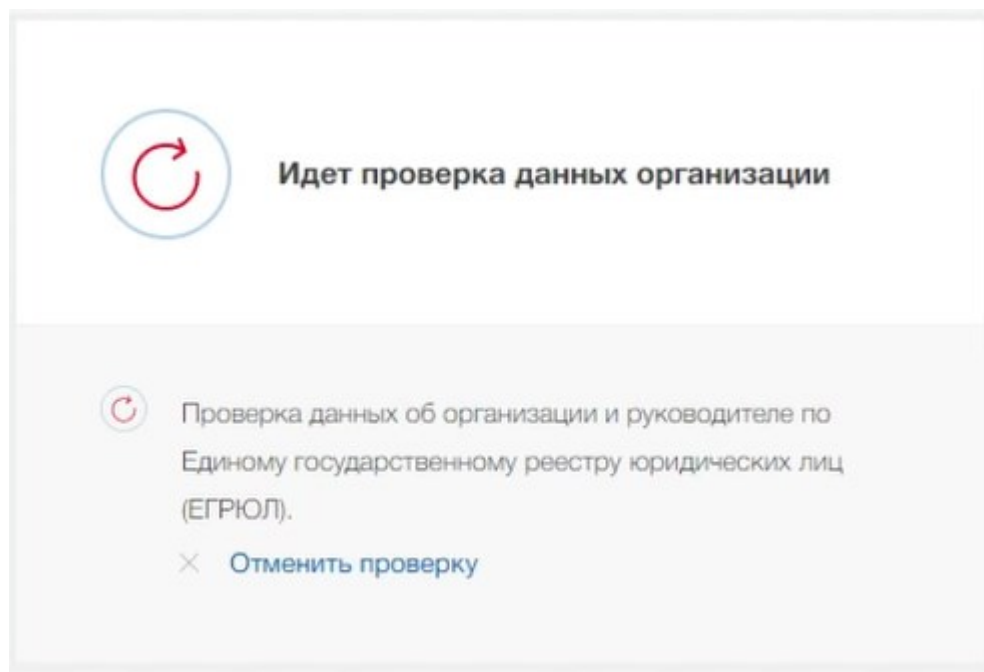 Идет проверка данных организации
Проверка данных об организации и руководителе по
Единому государственному реестру юридических лиц
(ЕГРЮЛ).
Отменить проверку